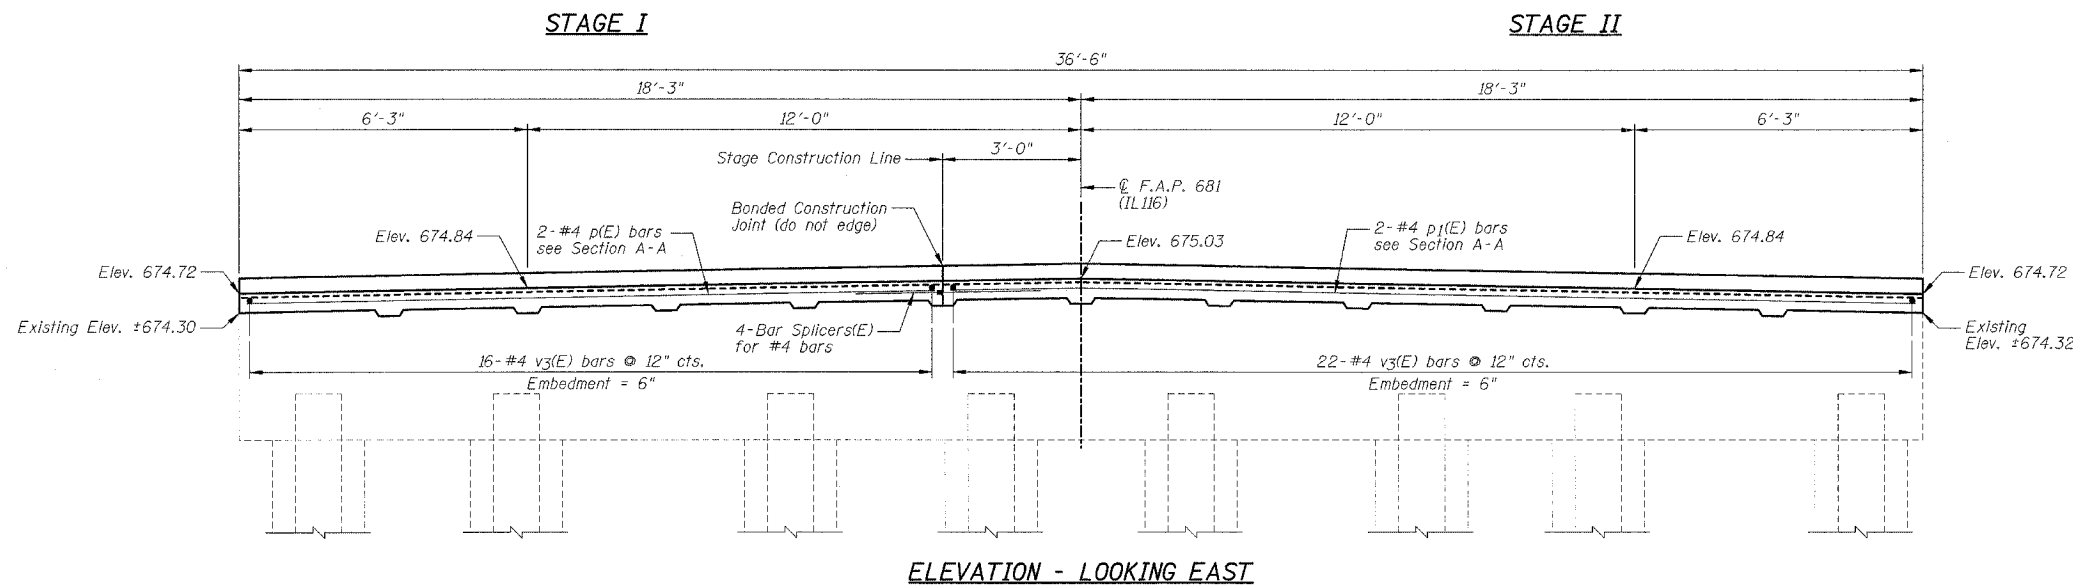 STAGE I
STAGE II
36'-6"
18'-3"
18'-3"
6'-3"
12'-0"
12'-0"
6'-3"
Stage Construction Line
3'-0"
℄ F.A.P. 681
(IL116)
Bonded Construction
Joint (do not edge)
Elev. 674.84
2-#4 p(E) bars
see Section A-A
Elev. 675.03
2-#4 p1(E) bars
see Section A-A
Elev. 674.84
Elev. 674.72
Elev. 674.72
Existing Elev. ±674.30
4-Bar Splicers(E)
for #4 bars
Existing
Elev. ±674.32
16-#4 v3(E) bars @ 12" cts.
Embedment = 6"
22-#4 v3(E) bars @ 12" cts.
Embedment = 6"
ELEVATION - LOOKING EAST